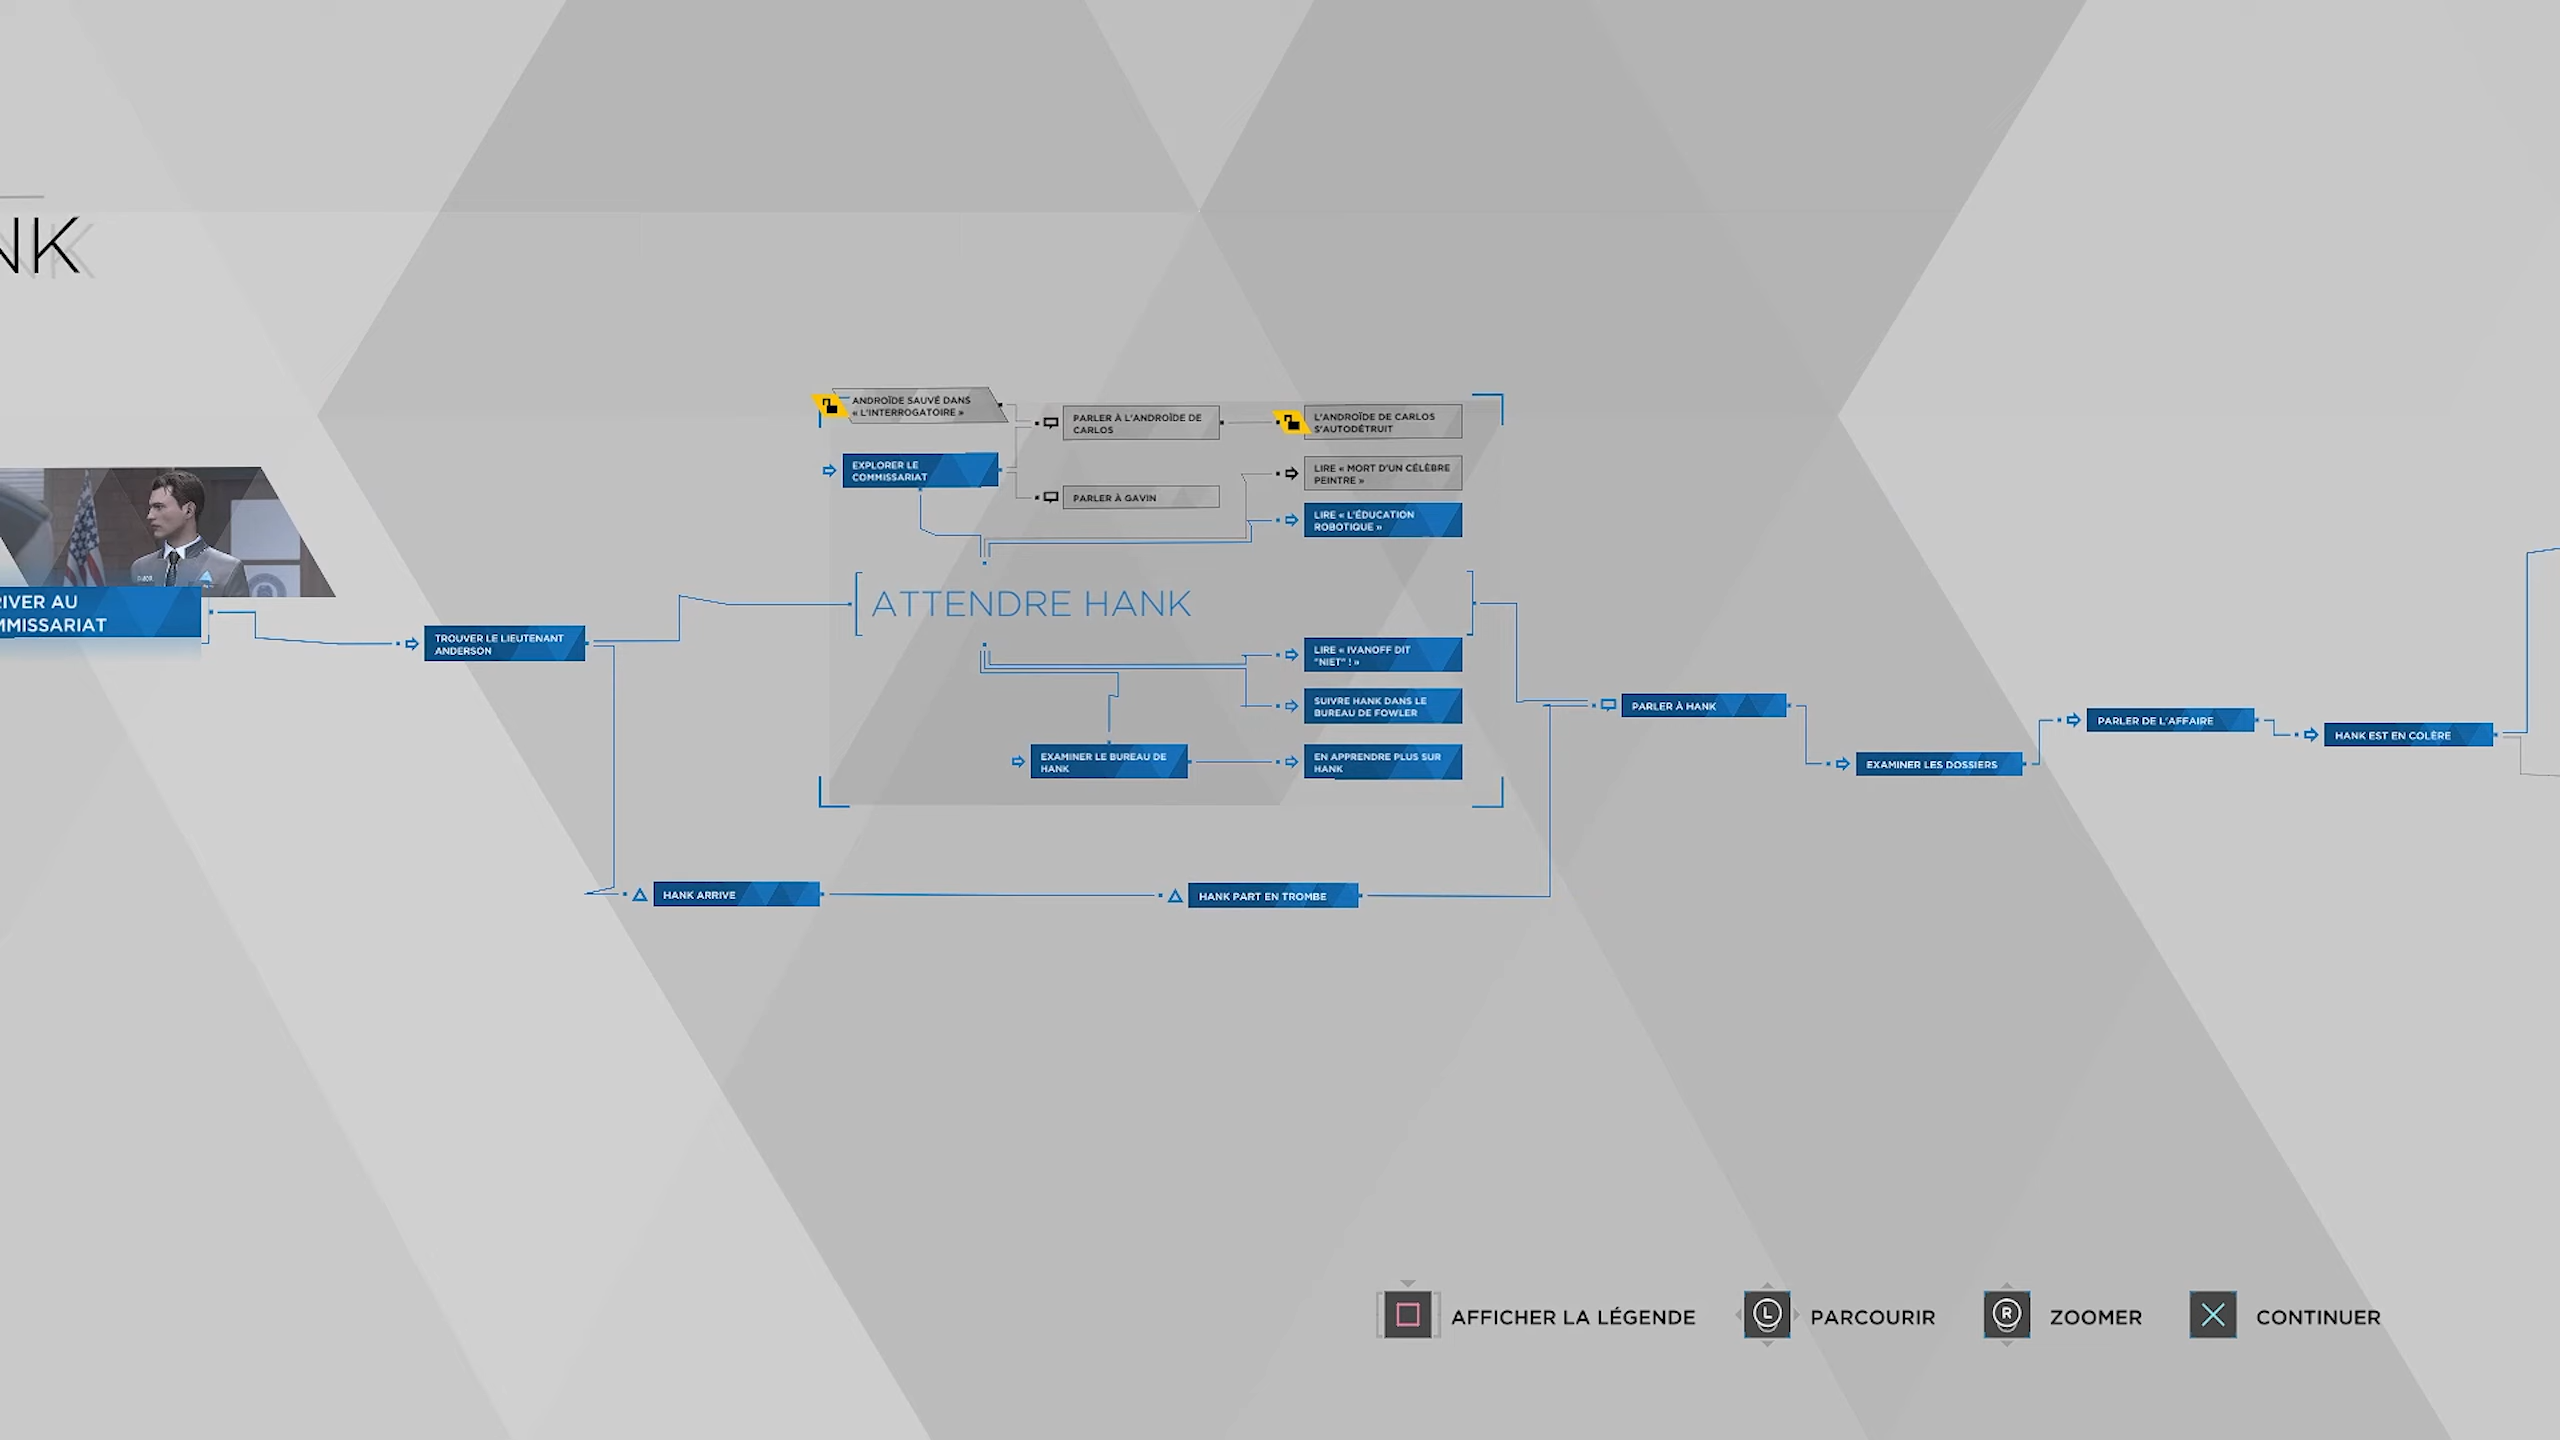 NK
RIVER AU
MMISSARIAT
TROUVER LE LIEUTENANT
ANDERSON
ANDROÏDE SAUVÉ DANS
« L'INTERROGATOIRE »
EXPLORER LE
COMMISSARIAT
PARLER À L'ANDROÏDE DE
CARLOS
PARLER À GAVIN
L'ANDROÏDE DE CARLOS
S'AUTODÉTRUIT
LIRE « MORT D'UN CÉLÈBRE
PEINTRE »
LIRE « L'ÉDUCATION
ROBOTIQUE »
ATTENDRE HANK
LIRE « IVANOFF DIT
"NIET" ! »
SUIVRE HANK DANS LE
BUREAU DE FOWLER
EXAMINER LE BUREAU DE
HANK
EN APPRENDRE PLUS SUR
HANK
HANK ARRIVE
HANK PART EN TROMBE
PARLER À HANK
EXAMINER LES DOSSIERS
PARLER DE L'AFFAIRE
HANK EST EN COLÈRE
AFFICHER LA LÉGENDE
L
PARCOURIR
R
ZOOMER
CONTINUER